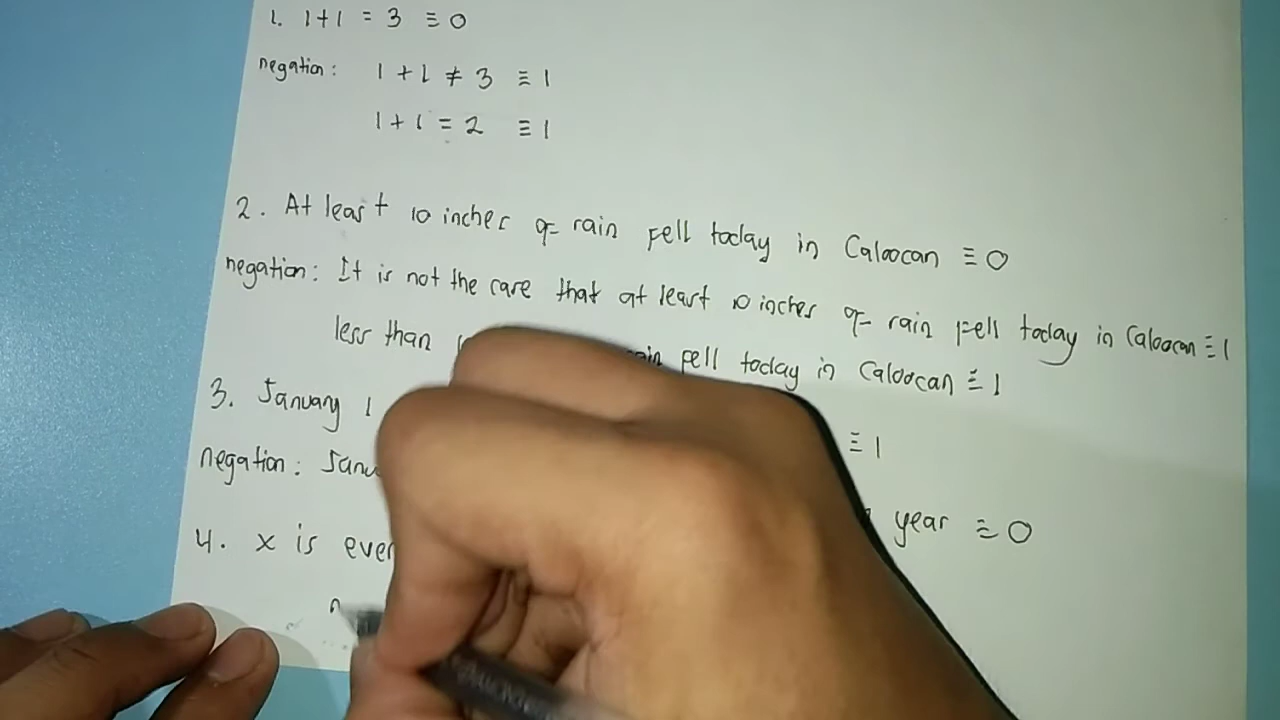 1. 1+1 = 3 ≡ 0
negation: 1 + 1 ≠ 3 ≡ 1
1 + 1 = 2 ≡ 1
2. At least 10 inches of rain fell today in Caloocan ≡ 0
negation: It is not the case that at least 10 inches of rain fell today in Caloocan ≡ 1
less than rain fell today in Caloocan ≡ 1
3. January 1 ≡ 1
negation: year ≡ 0
4. x is even